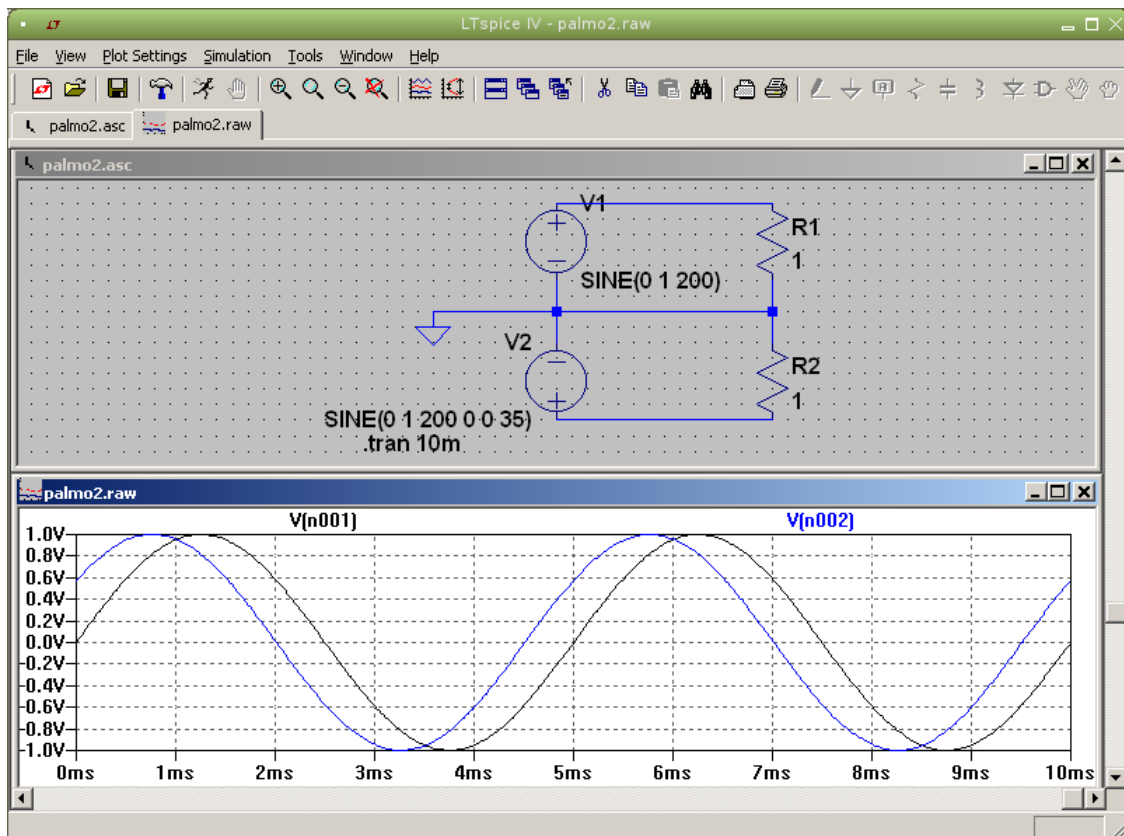 LTspice IV - palmo2.raw
File View Plot Settings Simulation Tools Window Help
palmo2.asc palmo2.raw
palmo2.asc
V1
R1
1
SINE(0 1 200)
V2
R2
1
SINE(0 1 200 0 0 35)
.tran 10m
palmo2.raw
V(n001) V(n002)
1.0V
0.8V
0.6V
0.4V
0.2V
0.0V
-0.2V
-0.4V
-0.6V
-0.8V
-1.0V
0ms 1ms 2ms 3ms 4ms 5ms 6ms 7ms 8ms 9ms 10ms